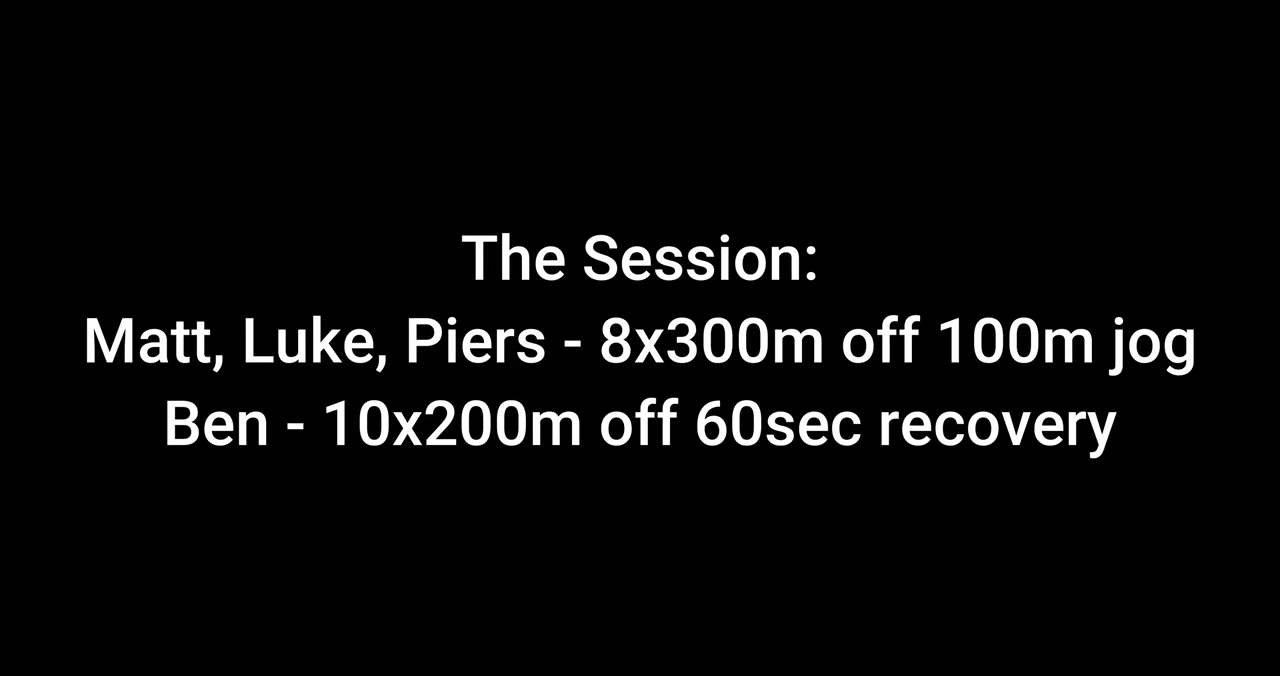 The Session:
Matt, Luke, Piers - 8x300m off 100m jog
Ben - 10x200m off 60sec recovery